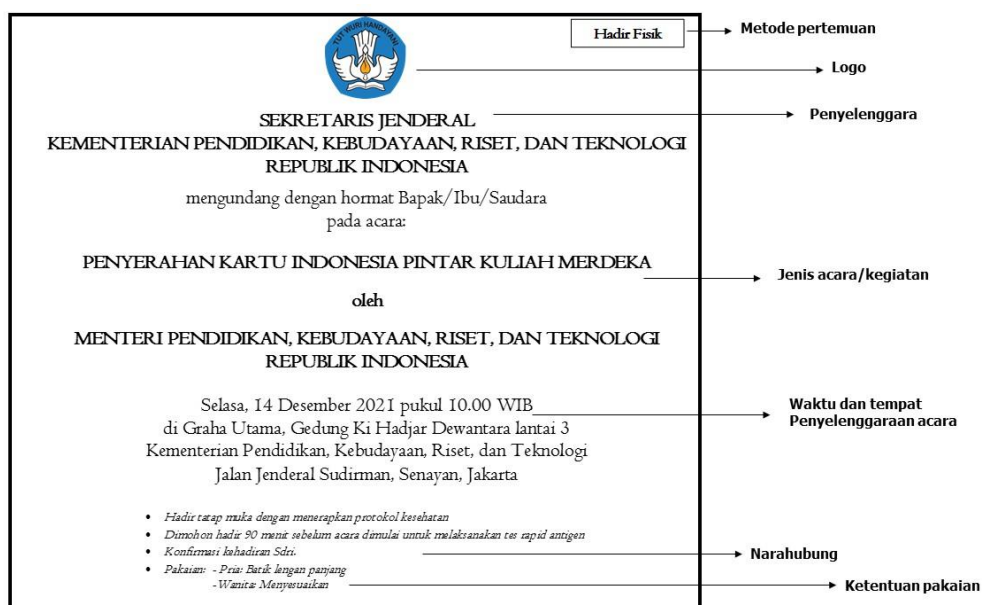 TUT WURI HANDAYANI
Hadir Fisik
Metode pertemuan
Logo
SEKRETARIS JENDERAL
Penyelenggara
KEMENTERIAN PENDIDIKAN, KEBUDAYAAN, RISET, DAN TEKNOLOGI
REPUBLIK INDONESIA
mengundang dengan hormat Bapak/Ibu/Saudara
pada acara:
PENYERAHAN KARTU INDONESIA PINTAR KULIAH MERDEKA
Jenis acara/kegiatan
oleh
MENTERI PENDIDIKAN, KEBUDAYAAN, RISET, DAN TEKNOLOGI
REPUBLIK INDONESIA
Selasa, 14 Desember 2021 pukul 10.00 WIB
Waktu dan tempat
Penyelenggaraan acara
di Graha Utama, Gedung Ki Hadjar Dewantara lantai 3
Kementerian Pendidikan, Kebudayaan, Riset, dan Teknologi
Jalan Jenderal Sudirman, Senayan, Jakarta
• Hadir tatap muka dengan menerapkan protokol kesehatan
• Dimohon hadir 90 menit sebelum acara dimulai untuk melaksanakan tes rapid antigen
• Konfirmasi kehadiran Sdri.
Narahubung
• Pakaian: - Pria: Batik lengan panjang
- Wanita: Menyesuaikan
Ketentuan pakaian